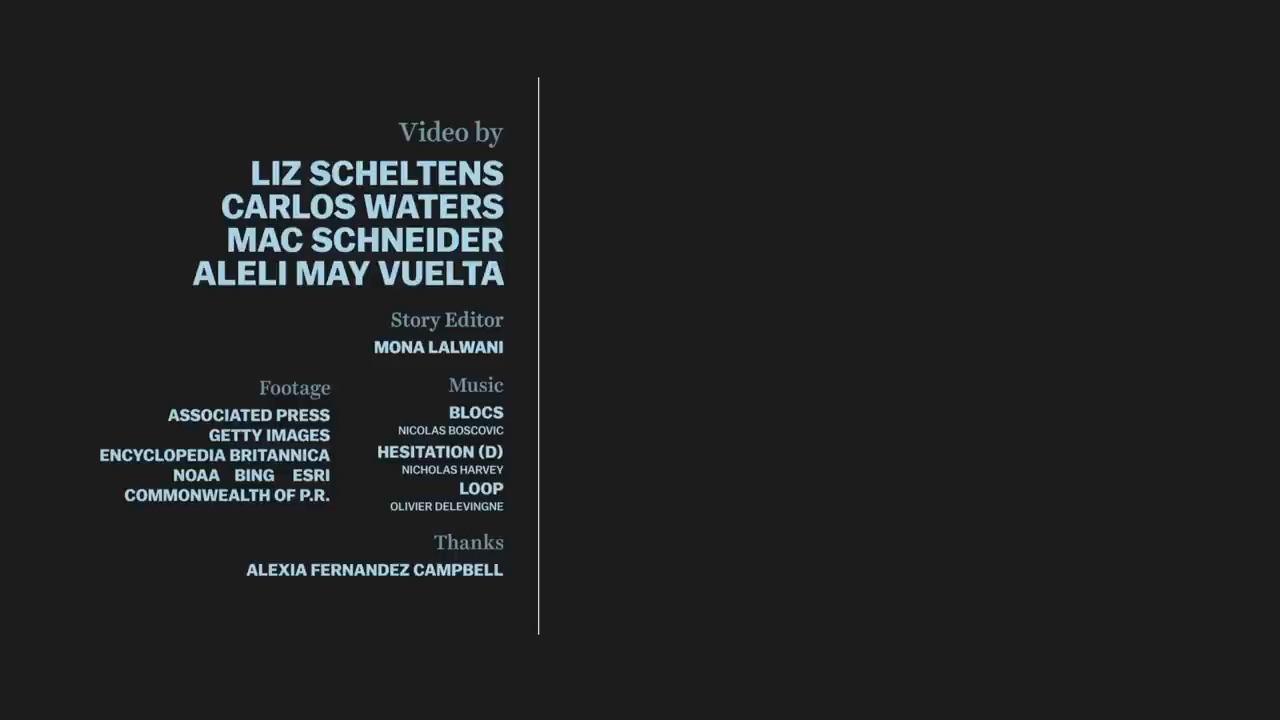 Video by
LIZ SCHELTENS
CARLOS WATERS
MAC SCHNEIDER
ALELI MAY VUELTA
Story Editor
MONA LALWANI
Footage
ASSOCIATED PRESS
GETTY IMAGES
ENCYCLOPEDIA BRITANNICA
NOAA BING ESRI
COMMONWEALTH OF P.R.
Music
BLOCS
NICOLAS BOSCOVIC
HESITATION (D)
NICHOLAS HARVEY
LOOP
OLIVIER DELEVINGNE
Thanks
ALEXIA FERNANDEZ CAMPBELL